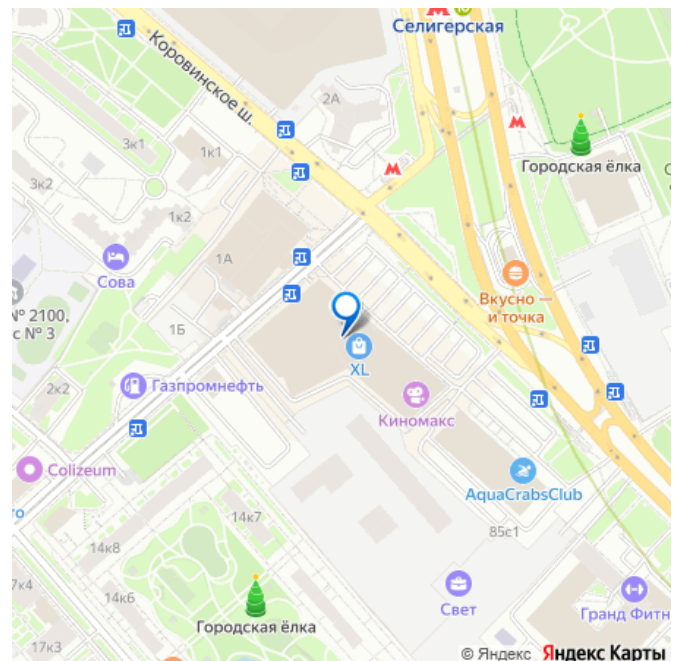 Селигерская
Коровинское ш.
2А
3к1
1к1
Городская ёлка
3к2
1к2
1А
Сова
Вкусно —
и точка
№ 2100,
с № 3
1Б
XL
2к2
Газпромнефть
Киномакс
Colizeum
AquaCrabsClub
14к7
85с1
14к8
7к4
14к6
Свет
Гранд Фитн
Городская ёлка
17к3
© Яндекс Яндекс Карты